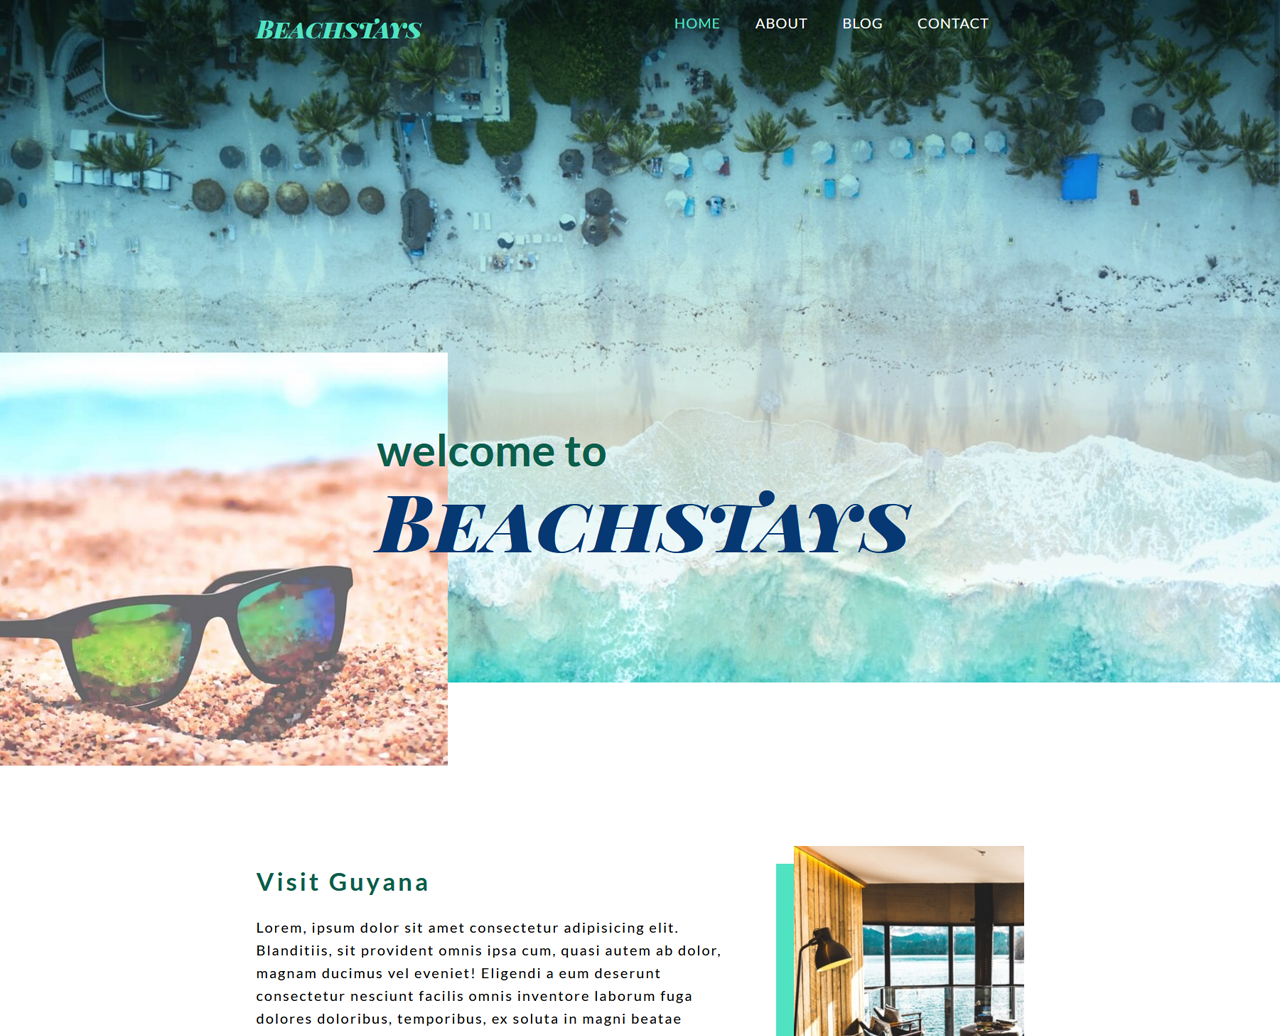 BEACHSTAYS
HOME ABOUT BLOG CONTACT
welcome to
BEACHSTAYS
Visit Guyana
Lorem, ipsum dolor sit amet consectetur adipisicing elit.
Blanditiis, sit provident omnis ipsa cum, quasi autem ab dolor,
magnam ducimus vel eveniet! Eligendi a eum deserunt
consectetur nesciunt facilis omnis inventore laborum fuga
dolores doloribus, temporibus, ex soluta in magni beatae